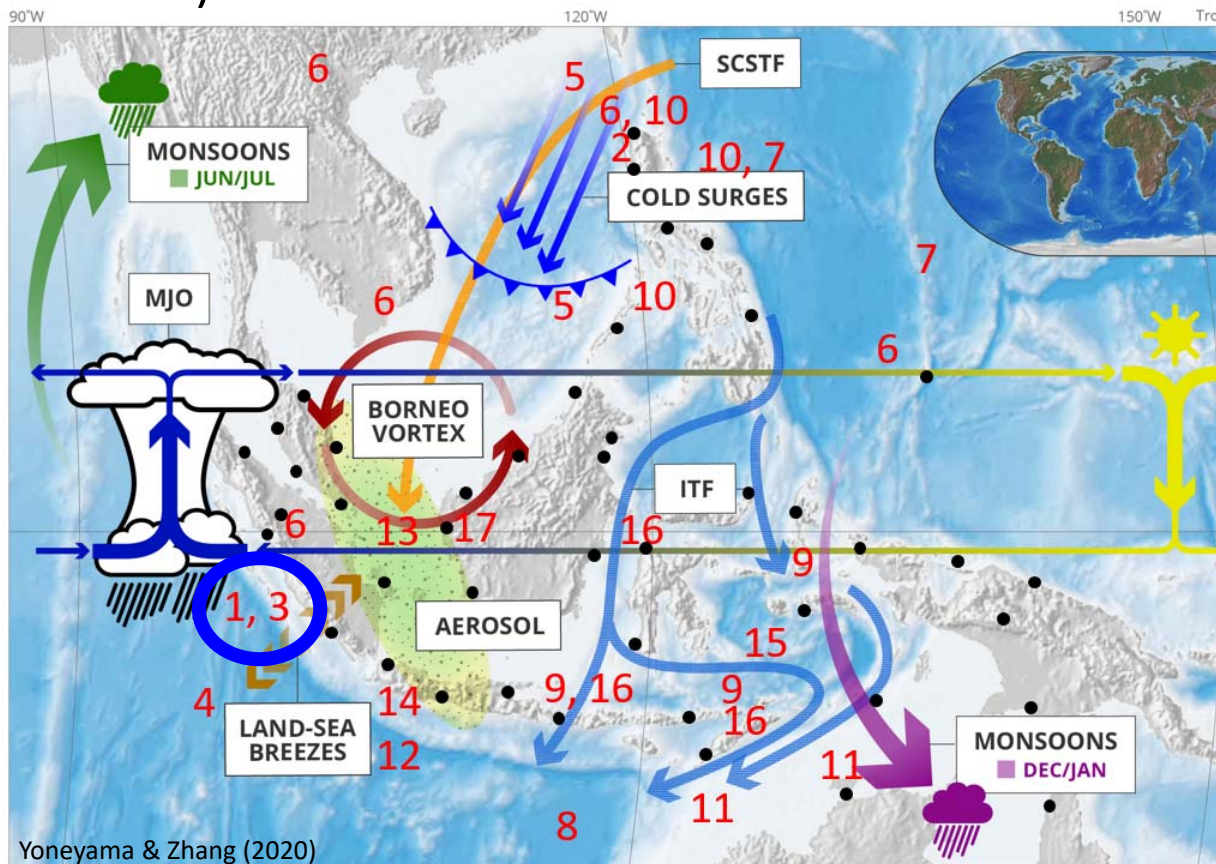 )
90°W 120°W 150°W Tro
6 5 SCSTF
6, 10
2 10, 7
MONSOONS
JUN/JUL
COLD SURGES
7
MJO 6 5 10
6
BORNEO
VORTEX
ITF
6 13 17 16
9
1, 3
AEROSOL
15
4 14 9, 16 9
16
LAND-SEA
BREEZES
12
MONSOONS
DEC/JAN
11
11
8
Yoneyama & Zhang (2020)